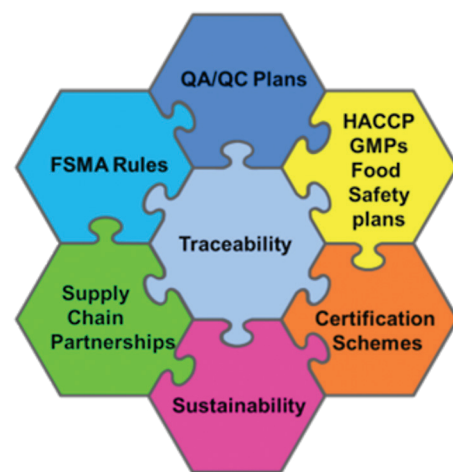 QA/QC Plans
FSMA Rules
HACCP
GMPs
Food
Safety
plans
Traceability
Supply
Chain
Partnerships
Certification
Schemes
Sustainability